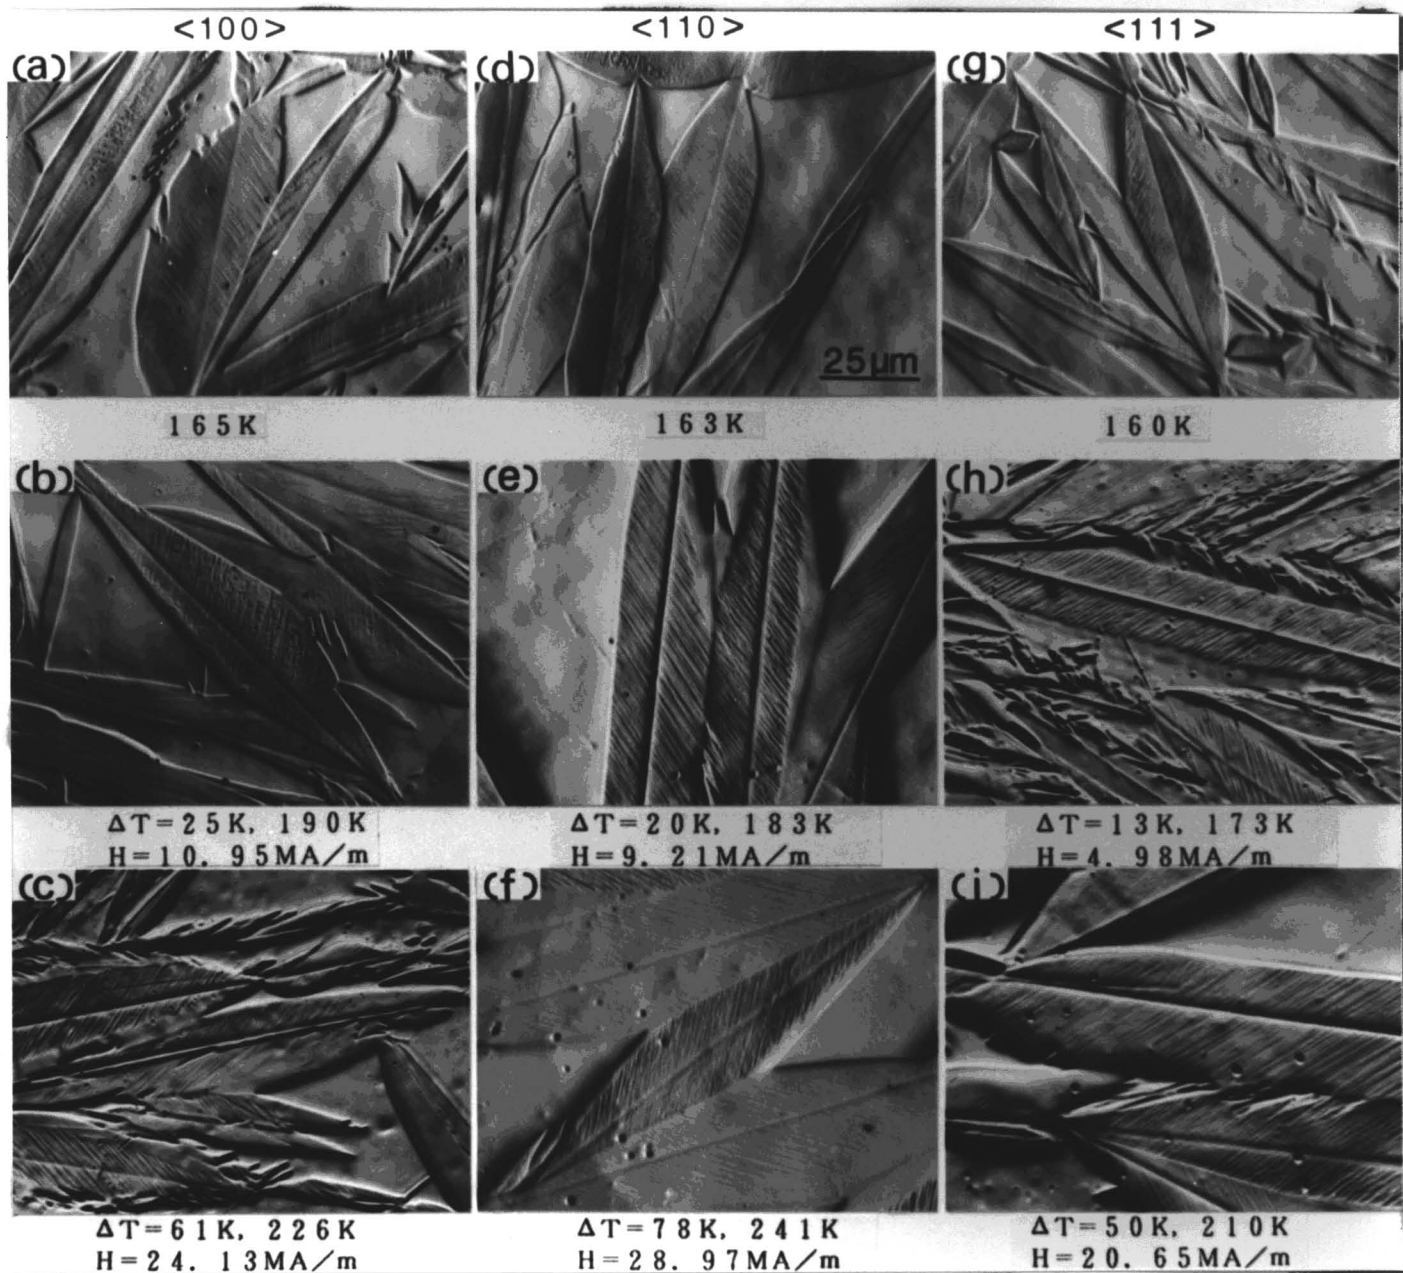 <100> <110> <111>
(a) (d) (g)
25μm
165K 163K 160K
(b) (e) (h)
ΔT=25K, 190K ΔT=20K, 183K ΔT=13K, 173K
H=10. 95MA/m H=9. 21MA/m H=4. 98MA/m
(c) (f) (i)
ΔT=61K, 226K ΔT=78K, 241K ΔT=50K, 210K
H=24. 13MA/m H=28. 97MA/m H=20. 65MA/m